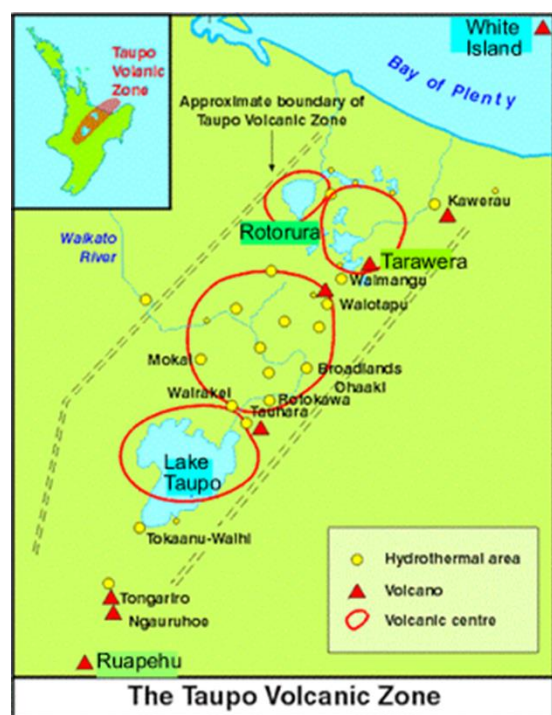 White
Island
Taupo
Volanic
Zone
Bay of Plenty
Approximate boundary of
Taupo Volcanic Zone
Kawerau
Waikato
River
Rotorura
Tarawera
Waimangu
Waiotapu
Mokai
Broadlands
Ohaaki
Wairakei
Rotokawa
Tauhara
Lake
Taupo
Tokaanu-Waihi
Hydrothermal area
Tongariro
Volcano
Ngauruhoe
Volcanic centre
Ruapehu
The Taupo Volcanic Zone